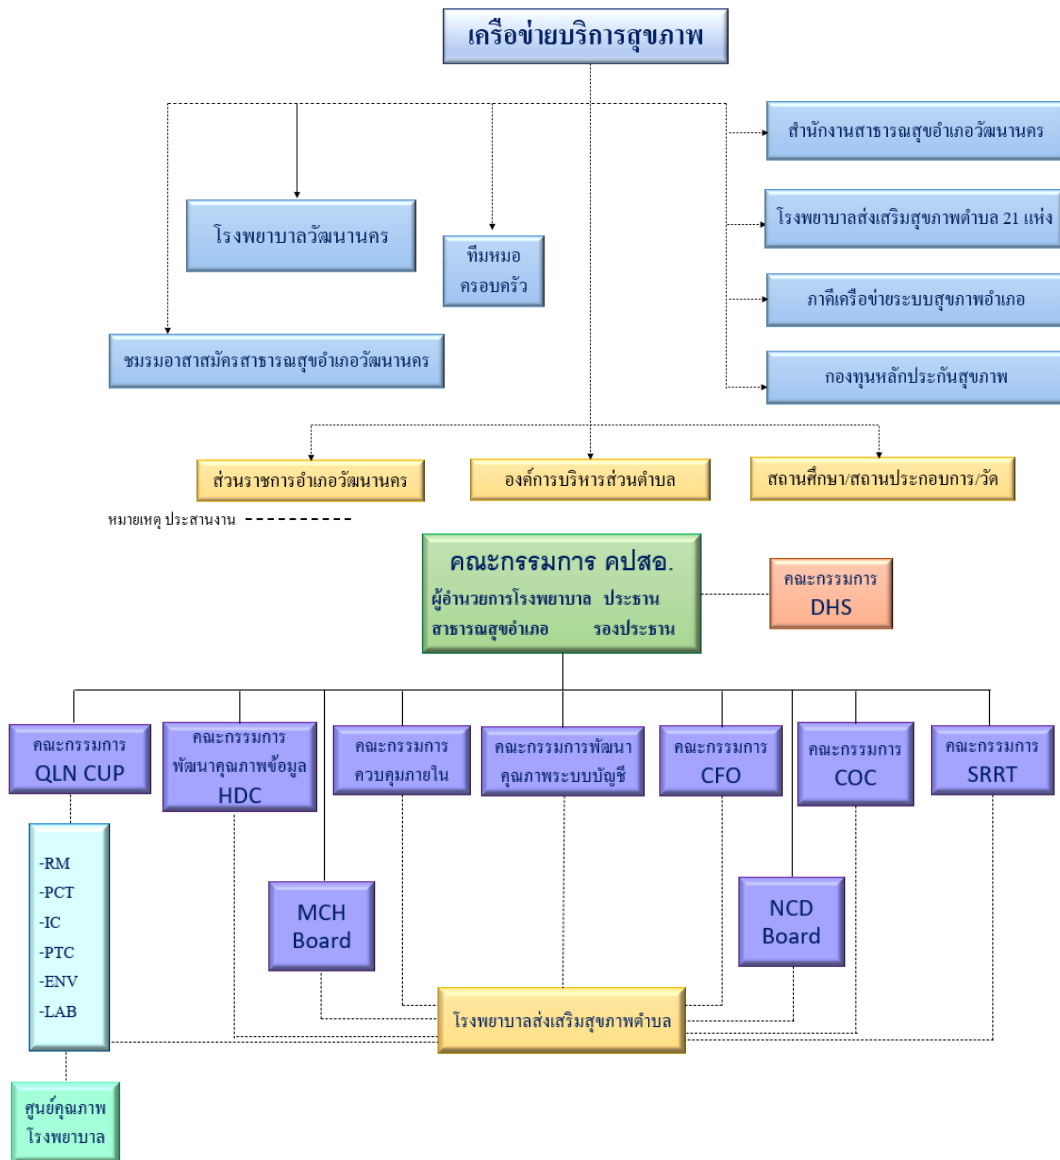 เครือข่ายบริการสุขภาพ
สำนักงานสาธารณสุขอำเภอวัฒนานคร
โรงพยาบาลวัฒนานคร
โรงพยาบาลส่งเสริมสุขภาพตำบล 21 แห่ง
ทีมหมอ
ครอบครัว
ภาคีเครือข่ายระบบสุขภาพอำเภอ
ชมรมอาสาสมัครสาธารณสุขอำเภอวัฒนานคร
กองทุนหลักประกันสุขภาพ
ส่วนราชการอำเภอวัฒนานคร
องค์การบริหารส่วนตำบล
สถานศึกษา/สถานประกอบการ/วัด
หมายเหตุ ประสานงาน
คณะกรรมการ คปสอ.
ผู้อำนวยการโรงพยาบาล ประธาน
สาธารณสุขอำเภอ รองประธาน
คณะกรรมการ
DHS
คณะกรรมการ
QLN CUP
คณะกรรมการ
พัฒนาคุณภาพข้อมูล
HDC
คณะกรรมการ
ควบคุมภายใน
คณะกรรมการพัฒนา
คุณภาพระบบบัญชี
คณะกรรมการ
CFO
คณะกรรมการ
COC
คณะกรรมการ
SRRT
-RM
-PCT
-IC
-PTC
-ENV
-LAB
MCH
Board
NCD
Board
โรงพยาบาลส่งเสริมสุขภาพตำบล
ศูนย์คุณภาพ
โรงพยาบาล